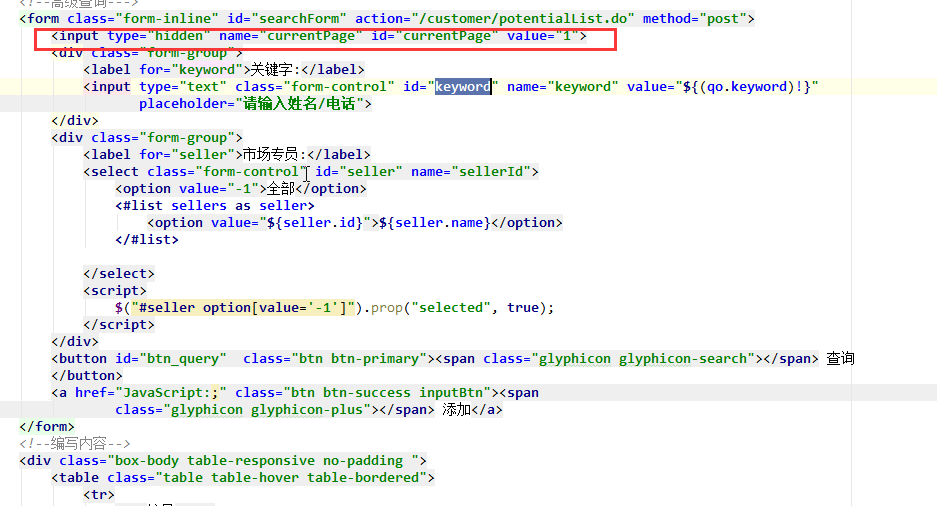 <!--高级查询-->
<form class="form-inline" id="searchForm" action="/customer/potentialList.do" method="post">
<input type="hidden" name="currentPage" id="currentPage" value="1">
<div class="form-group">
<label for="keyword">关键字:</label>
<input type="text" class="form-control" id="keyword" name="keyword" value="${(qo.keyword)!}"
placeholder="请输入姓名/电话">
</div>
<div class="form-group">
<label for="seller">市场专员:</label>
<select class="form-control" id="seller" name="sellerId">
<option value="-1">全部</option>
<#list sellers as seller>
<option value="${seller.id}">${seller.name}</option>
</#list>
</select>
<script>
$("#seller option[value='-1']").prop("selected", true);
</script>
</div>
<button id="btn_query"  class="btn btn-primary"><span class="glyphicon glyphicon-search"></span> 查询
</button>
<a href="JavaScript:;" class="btn btn-success inputBtn"><span
class="glyphicon glyphicon-plus"></span> 添加</a>
</form>
<!--编写内容-->
<div class="box-body table-responsive no-padding ">
<table class="table table-hover table-bordered">
<tr>